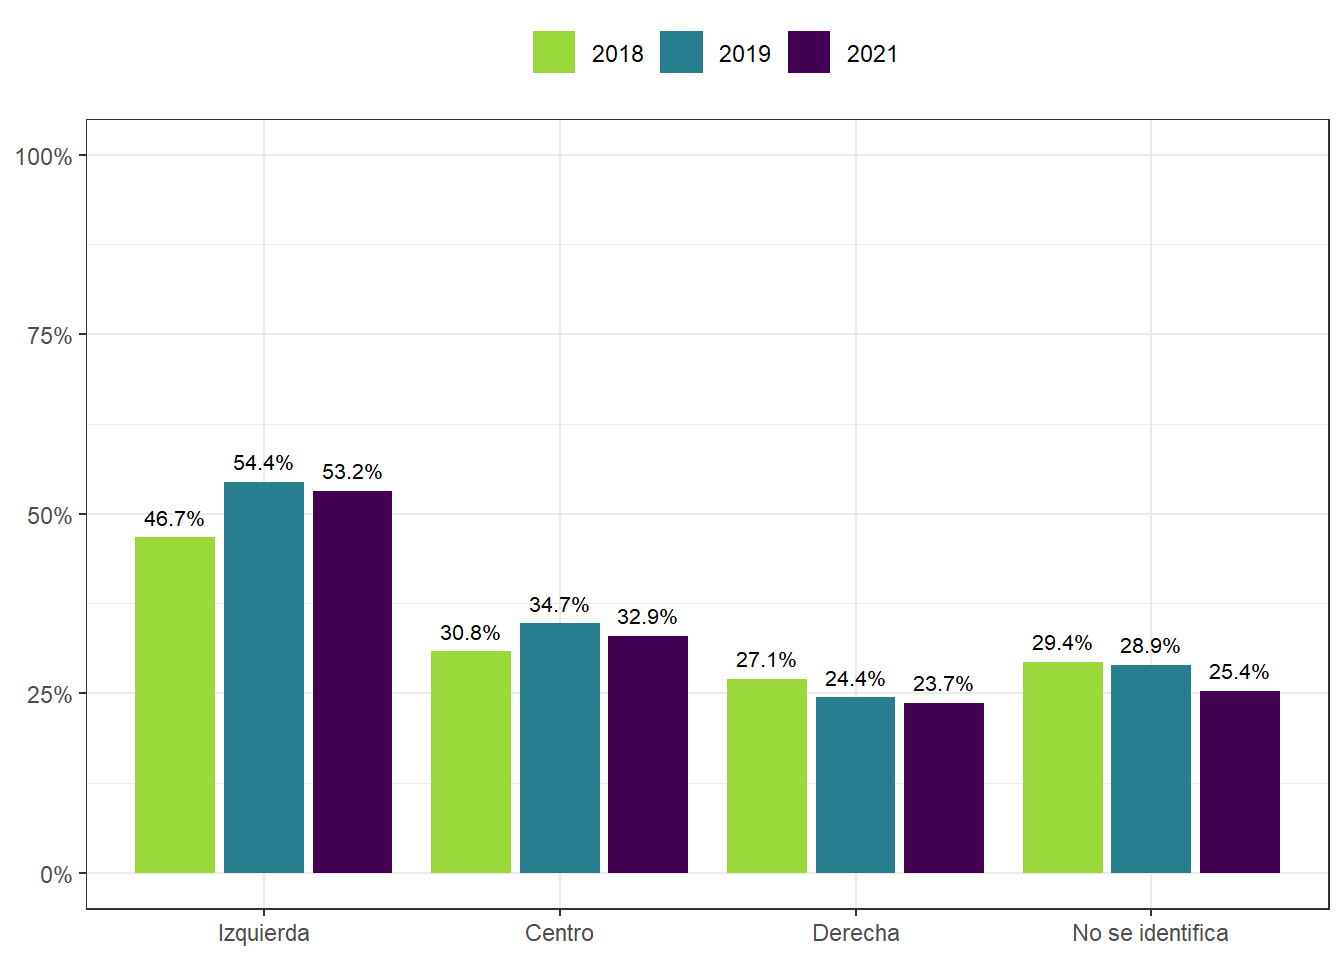 2018 2019 2021
100%
75%
50%
25%
0%
46.7% 54.4% 53.2%
30.8% 34.7% 32.9%
27.1% 24.4% 23.7%
29.4% 28.9% 25.4%
Izquierda Centro Derecha No se identifica